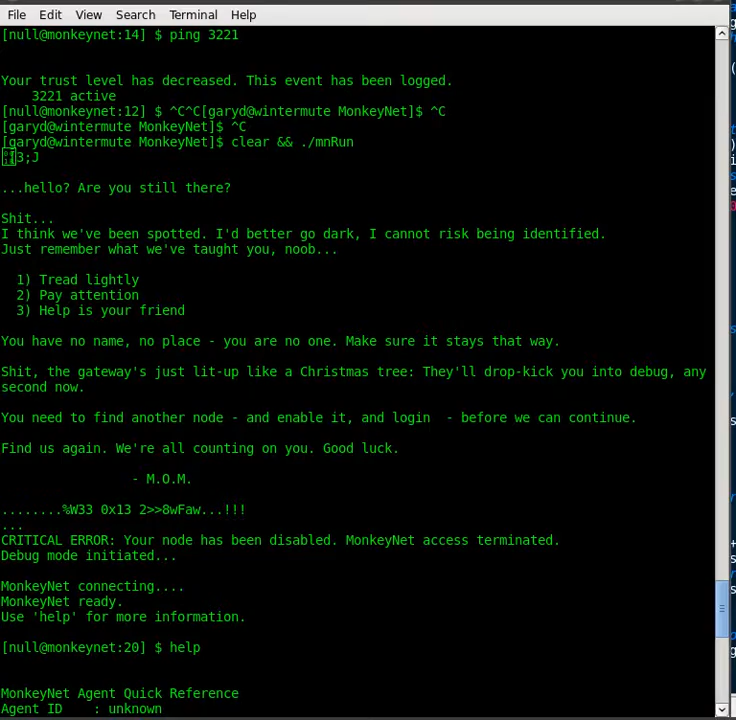 File Edit View Search Terminal Help
[null@monkeynet:14] $ ping 3221
Your trust level has decreased. This event has been logged.
3221 active
[null@monkeynet:12] $ ^C^C[garyd@wintermute MonkeyNet]$ ^C
[garyd@wintermute MonkeyNet]$ ^C
[garyd@wintermute MonkeyNet]$ clear && ./mnRun
3;J
...hello? Are you still there?
Shit...
I think we've been spotted. I'd better go dark, I cannot risk being identified.
Just remember what we've taught you, noob...
1) Tread lightly
2) Pay attention
3) Help is your friend
You have no name, no place - you are no one. Make sure it stays that way.
Shit, the gateway's just lit-up like a Christmas tree: They'll drop-kick you into debug, any
second now.
You need to find another node - and enable it, and login  - before we can continue.
Find us again. We're all counting on you. Good luck.
- M.O.M.
........%W33 0x13 2>>8wFaw...!!!
...
CRITICAL ERROR: Your node has been disabled. MonkeyNet access terminated.
Debug mode initiated...
MonkeyNet connecting....
MonkeyNet ready.
Use 'help' for more information.
[null@monkeynet:20] $ help
MonkeyNet Agent Quick Reference
Agent ID    : unknown